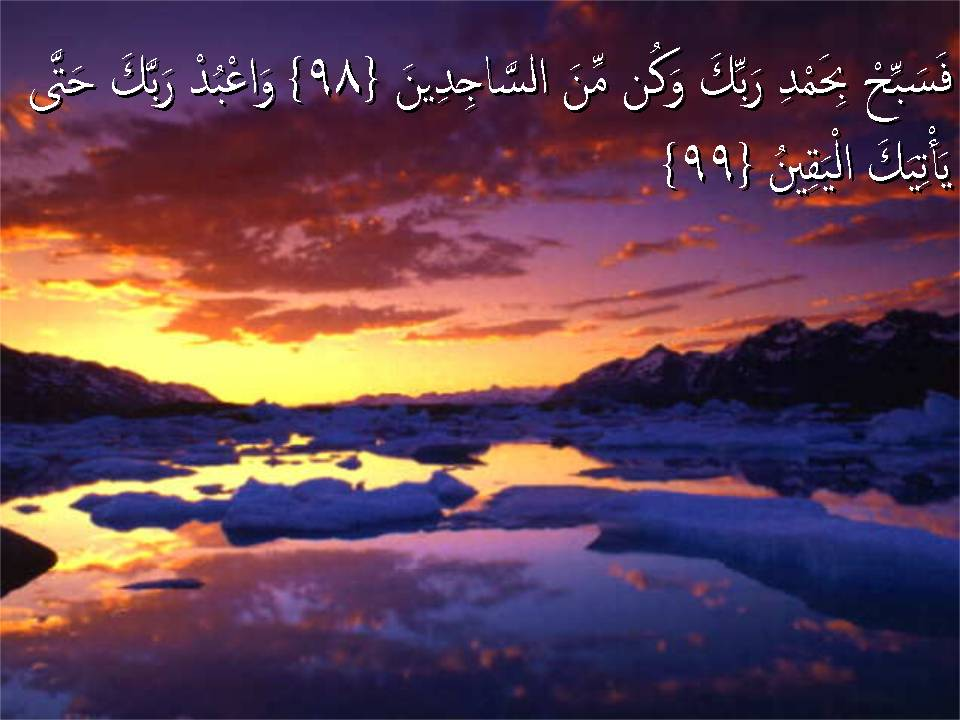 فَسَبِّحْ بِحَمْدِ رَبِّكَ وَكُن مِّنَ السَّاجِدِينَ {٩٨} وَاعْبُدْ رَبَّكَ حَتَّى
يَأْتِيَكَ الْيَقِينُ {٩٩}